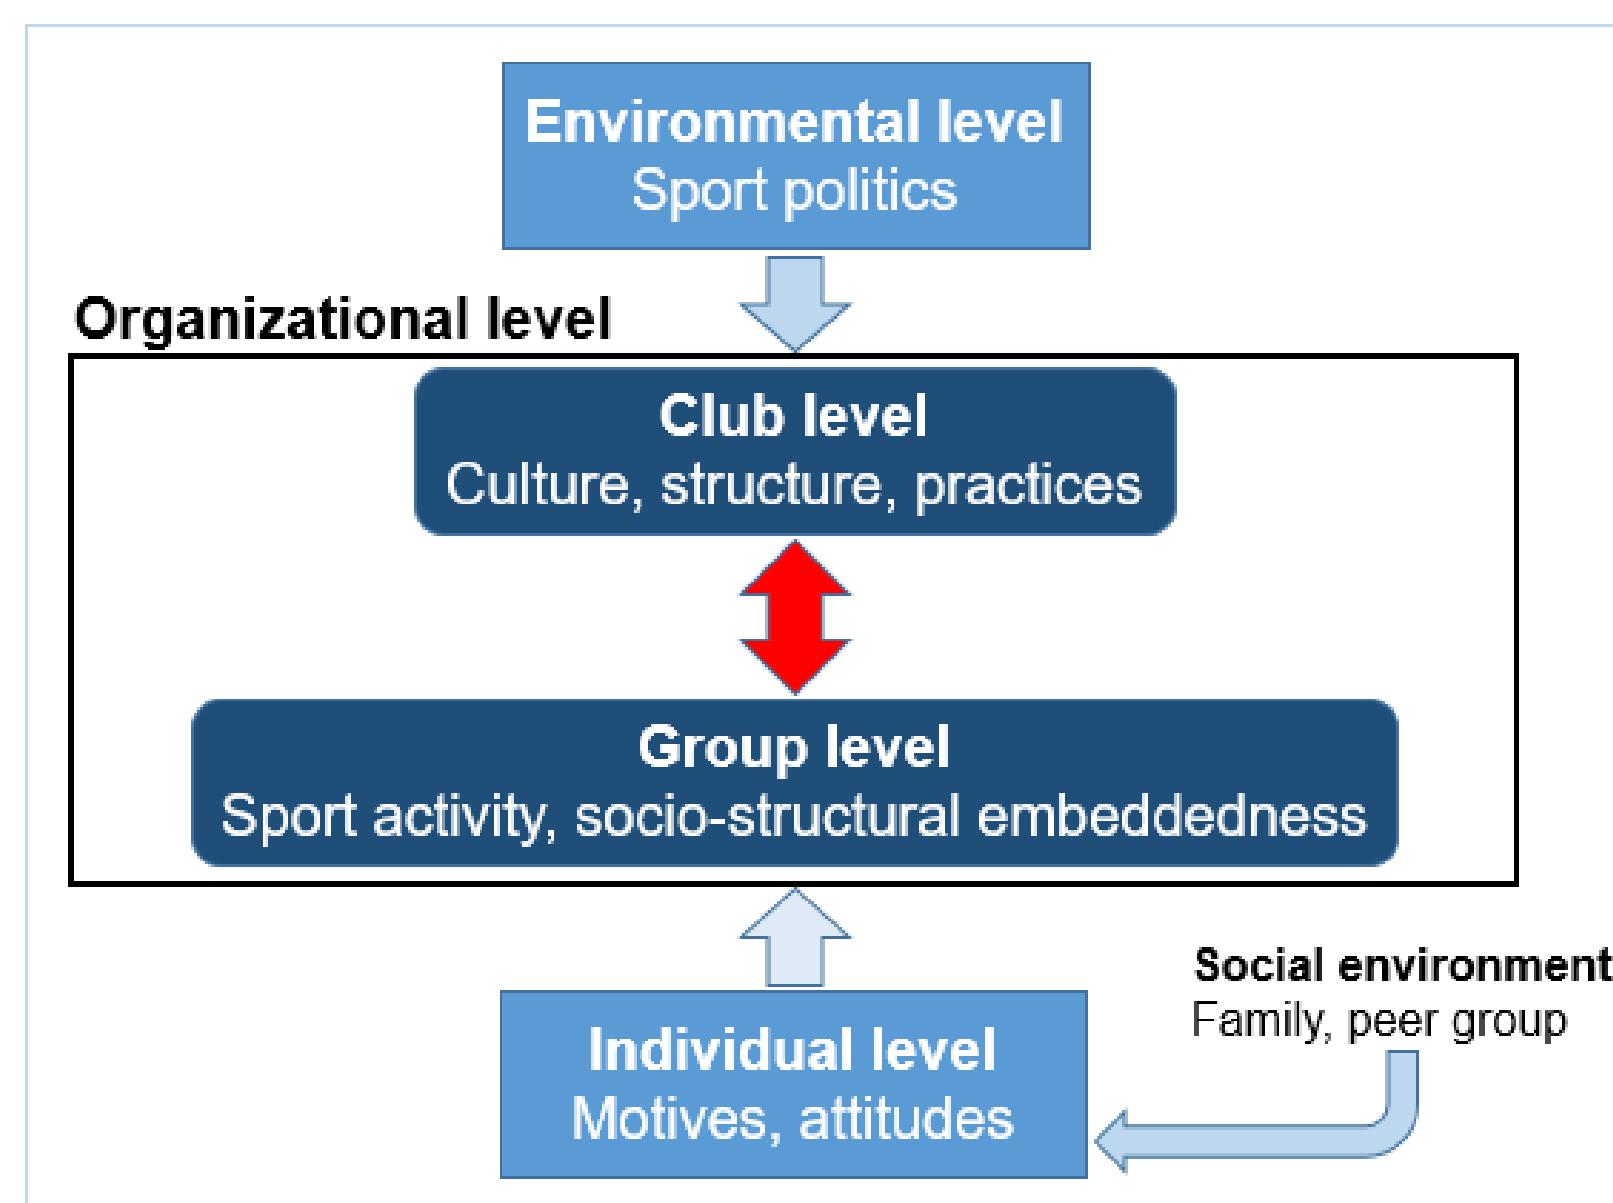 Environmental level
Sport politics
Organizational level
Club level
Culture, structure, practices
Group level
Sport activity, socio-structural embeddedness
Social environment
Family, peer group
Individual level
Motives, attitudes